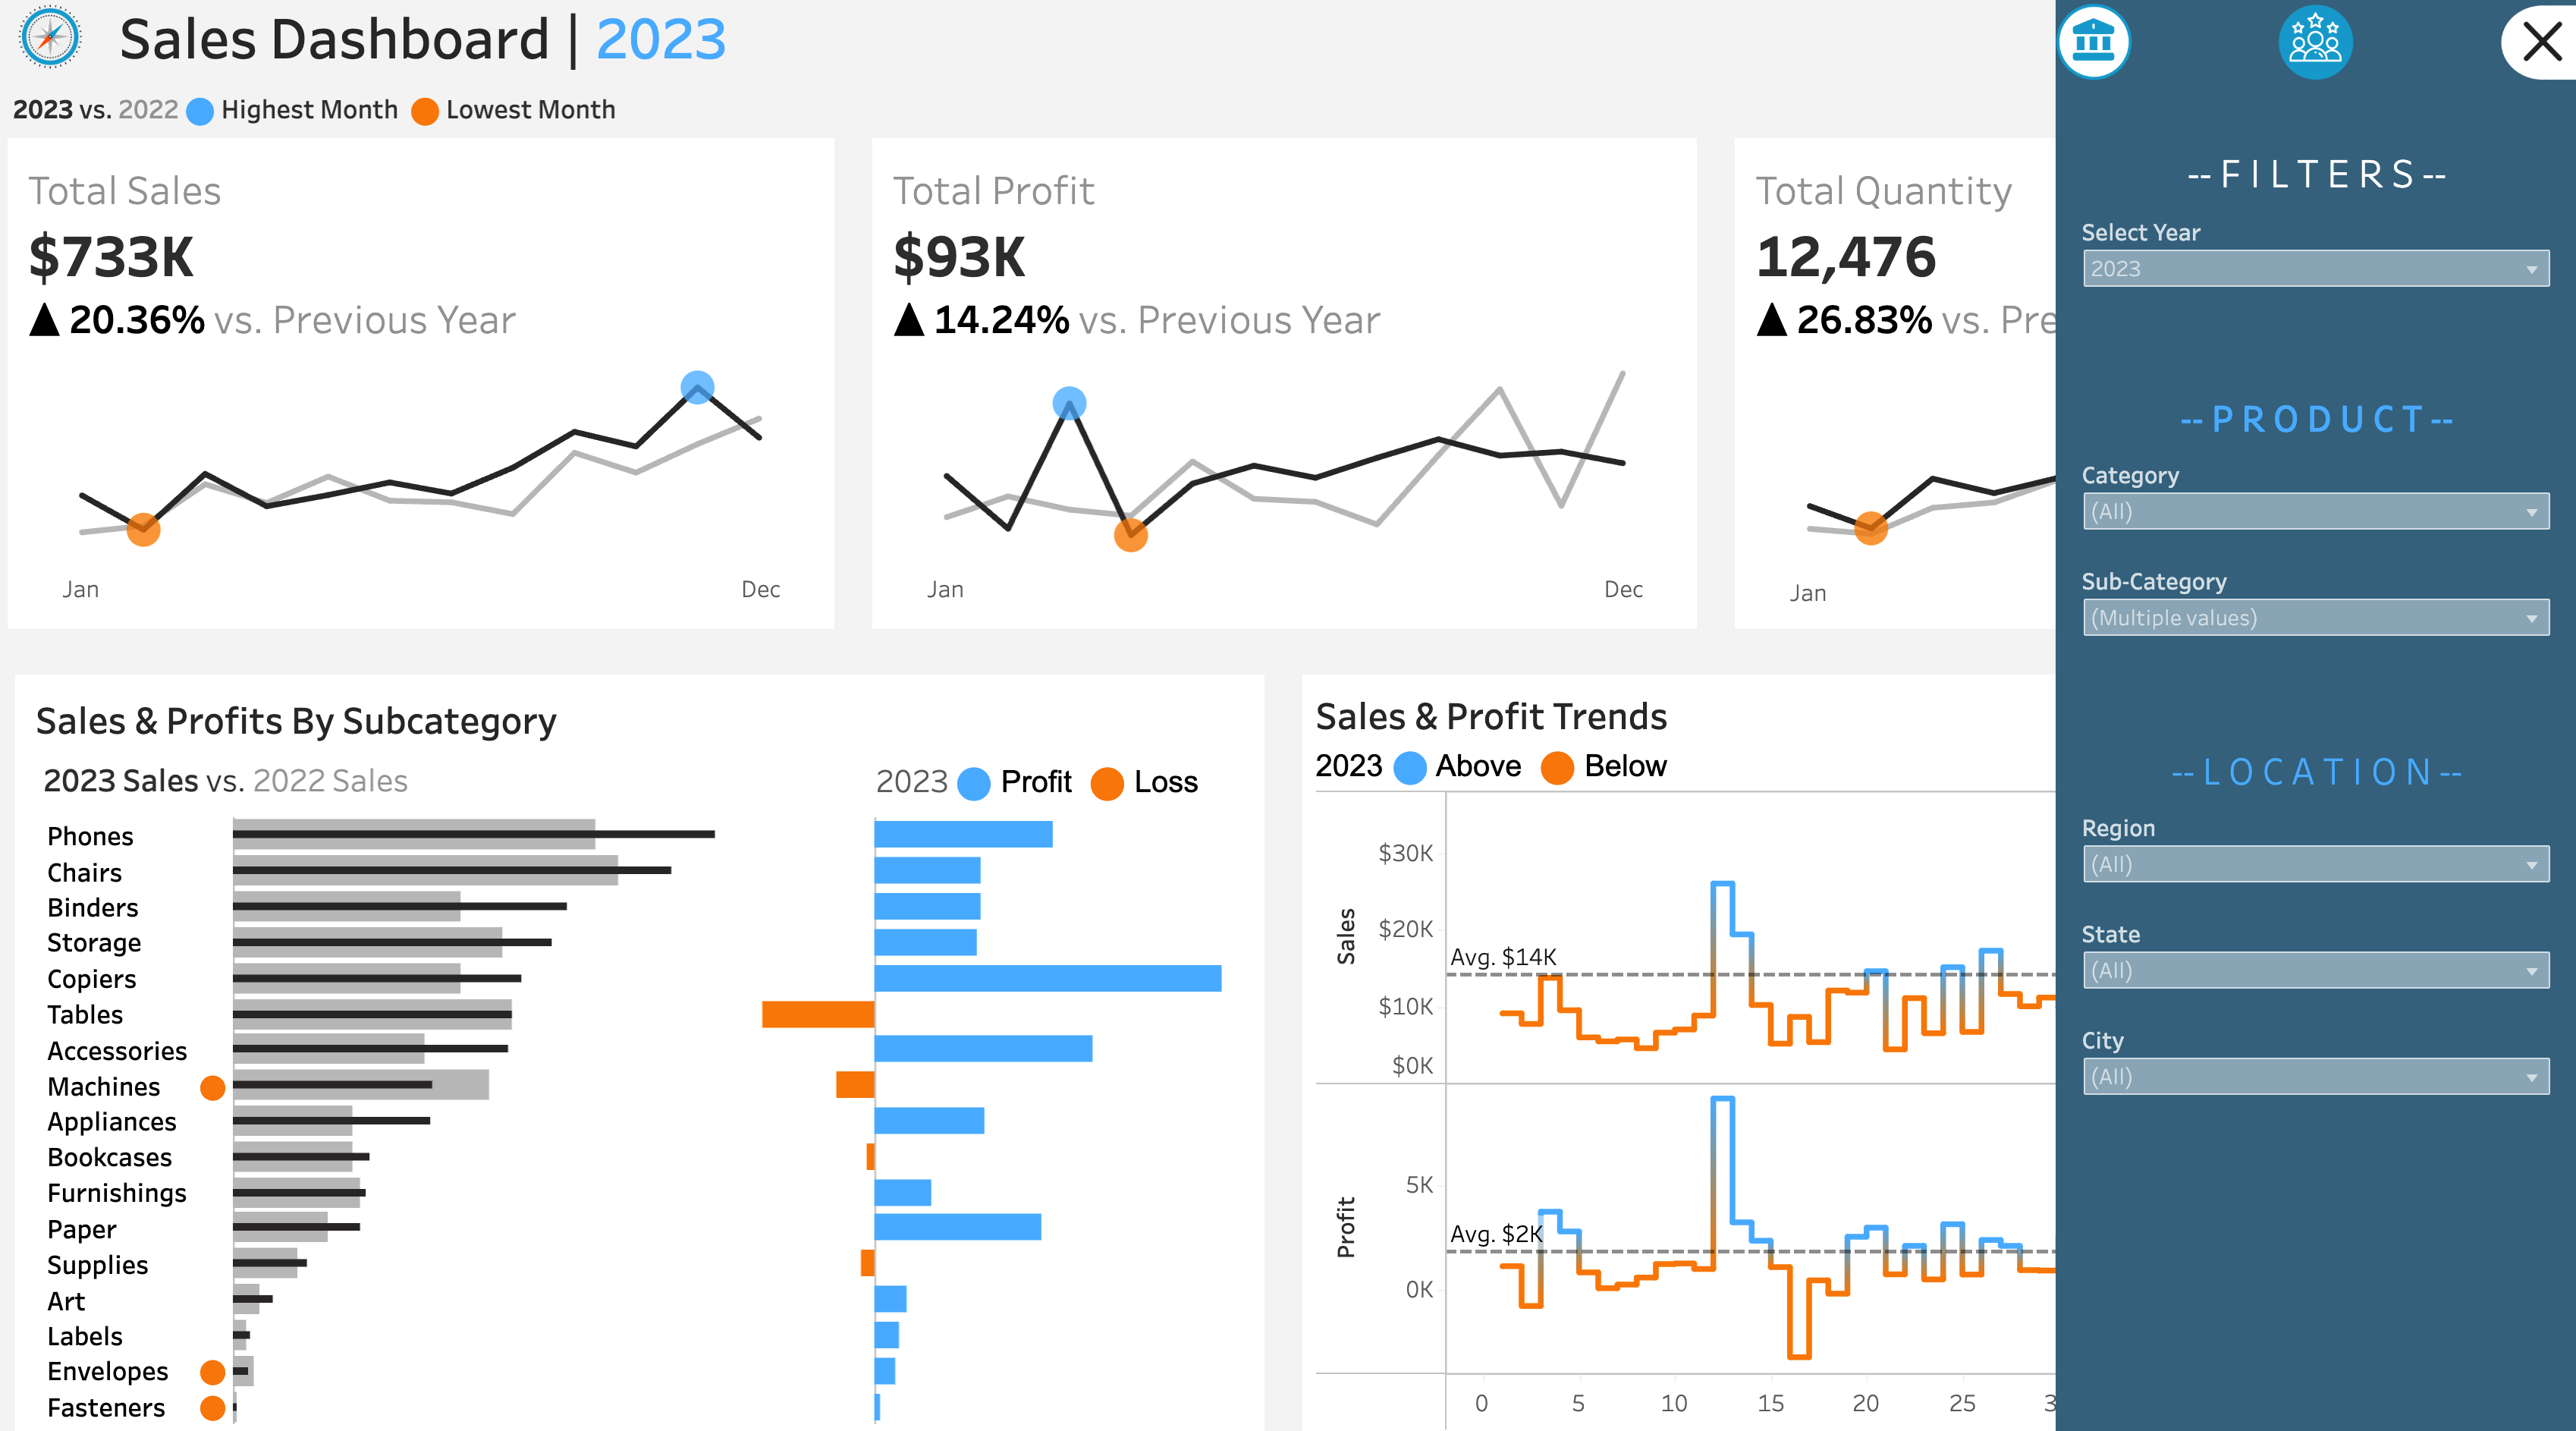 Sales Dashboard | 2023
2023 vs. 2022 Highest Month Lowest Month
Total Sales
$733K
▲ 20.36% vs. Previous Year
Jan Dec
Total Profit
$93K
▲ 14.24% vs. Previous Year
Jan Dec
Total Quantity
12,476
▲ 26.83% vs. Pre
Jan
Sales & Profits By Subcategory
2023 Sales vs. 2022 Sales
2023 Profit Loss
Phones
Chairs
Binders
Storage
Copiers
Tables
Accessories
Machines
Appliances
Bookcases
Furnishings
Paper
Supplies
Art
Labels
Envelopes
Fasteners
Sales & Profit Trends
2023 Above Below
Sales
$30K
$20K
Avg. $14K
$10K
$0K
Profit
5K
Avg. $2K
0K
0 5 10 15 20 25 3
--FILTERS--
Select Year
2023
--PRODUCT--
Category
(All)
Sub-Category
(Multiple values)
--LOCATION--
Region
(All)
State
(All)
City
(All)